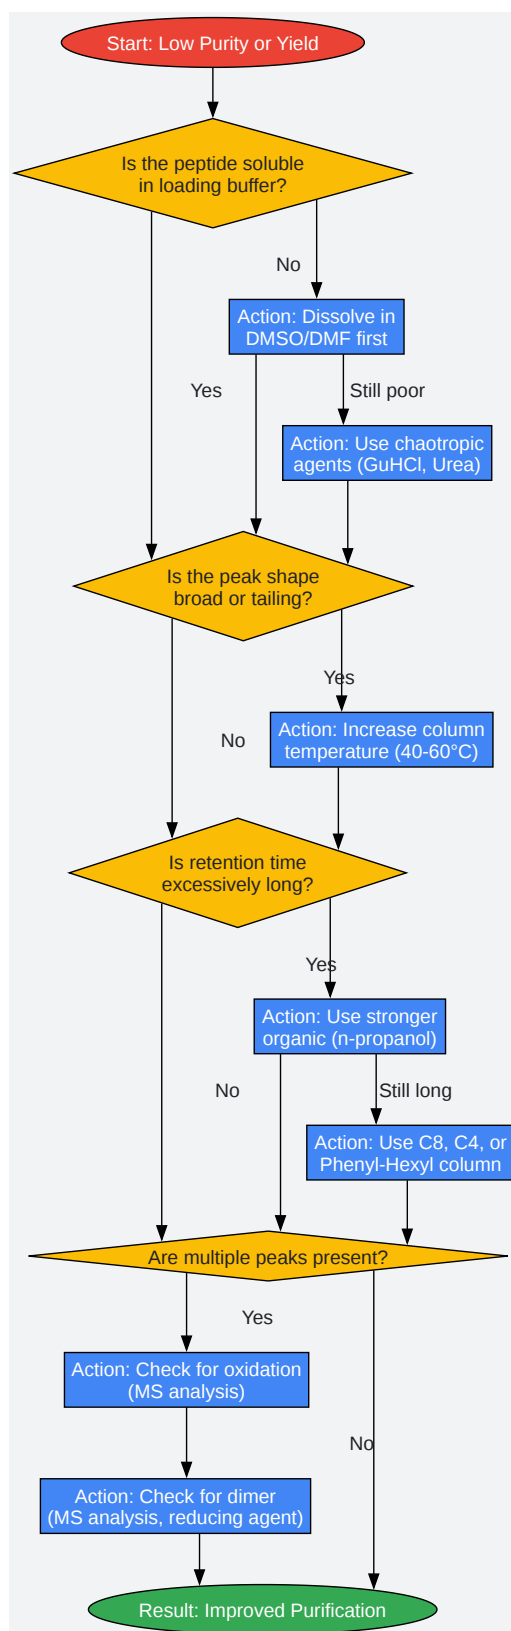 Start: Low Purity or Yield
Is the peptide soluble
in loading buffer?
No
Action: Dissolve in
DMSO/DMF first
Yes
Still poor
Action: Use chaotropic
agents (GuHCl, Urea)
Is the peak shape
broad or tailing?
Yes
Action: Increase column
temperature (40-60°C)
No
Is retention time
excessively long?
Yes
Action: Use stronger
organic (n-propanol)
No
Still long
Action: Use C8, C4, or
Phenyl-Hexyl column
Are multiple peaks present?
Yes
Action: Check for oxidation
(MS analysis)
No
Action: Check for dimer
(MS analysis, reducing agent)
Result: Improved Purification